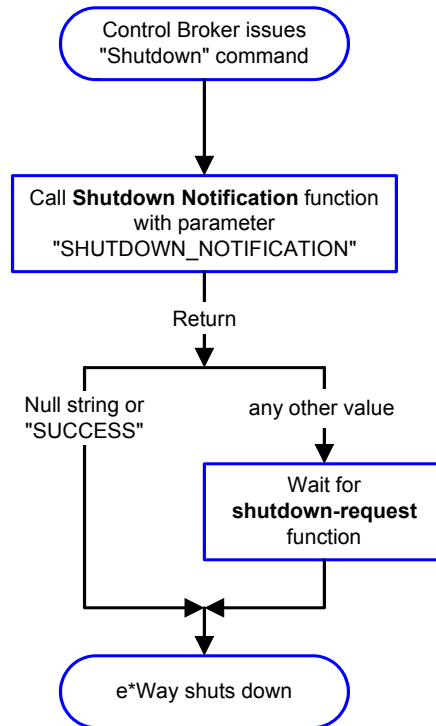 Control Broker issues
"Shutdown" command
Call Shutdown Notification function
with parameter
"SHUTDOWN_NOTIFICATION"
Return
Null string or
"SUCCESS"
any other value
Wait for
shutdown-request
function
e*Way shuts down